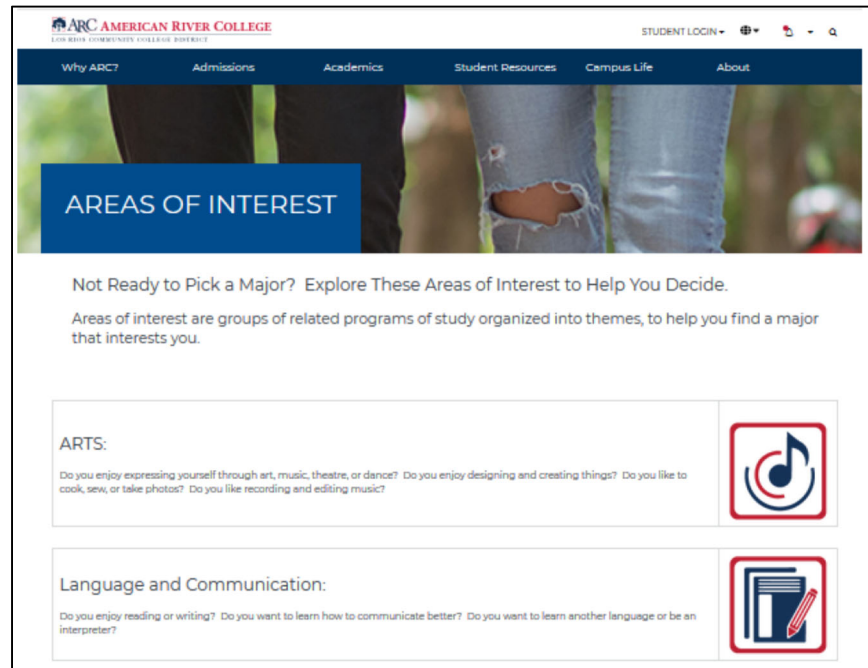 ARC AMERICAN RIVER COLLEGE
LOS RIOS COMMUNITY COLLEGE DISTRICT
STUDENT LOGIN
Why ARC? Admissions Academics Student Resources Campus Life About
AREAS OF INTEREST
Not Ready to Pick a Major? Explore These Areas of Interest to Help You Decide.
Areas of interest are groups of related programs of study organized into themes, to help you find a major
that interests you.
ARTS:
Do you enjoy expressing yourself through art, music, theatre, or dance? Do you enjoy designing and creating things? Do you like to
cook, sew, or take photos? Do you like recording and editing music?
Language and Communication:
Do you enjoy reading or writing? Do you want to learn how to communicate better? Do you want to learn another language or be an
interpreter?